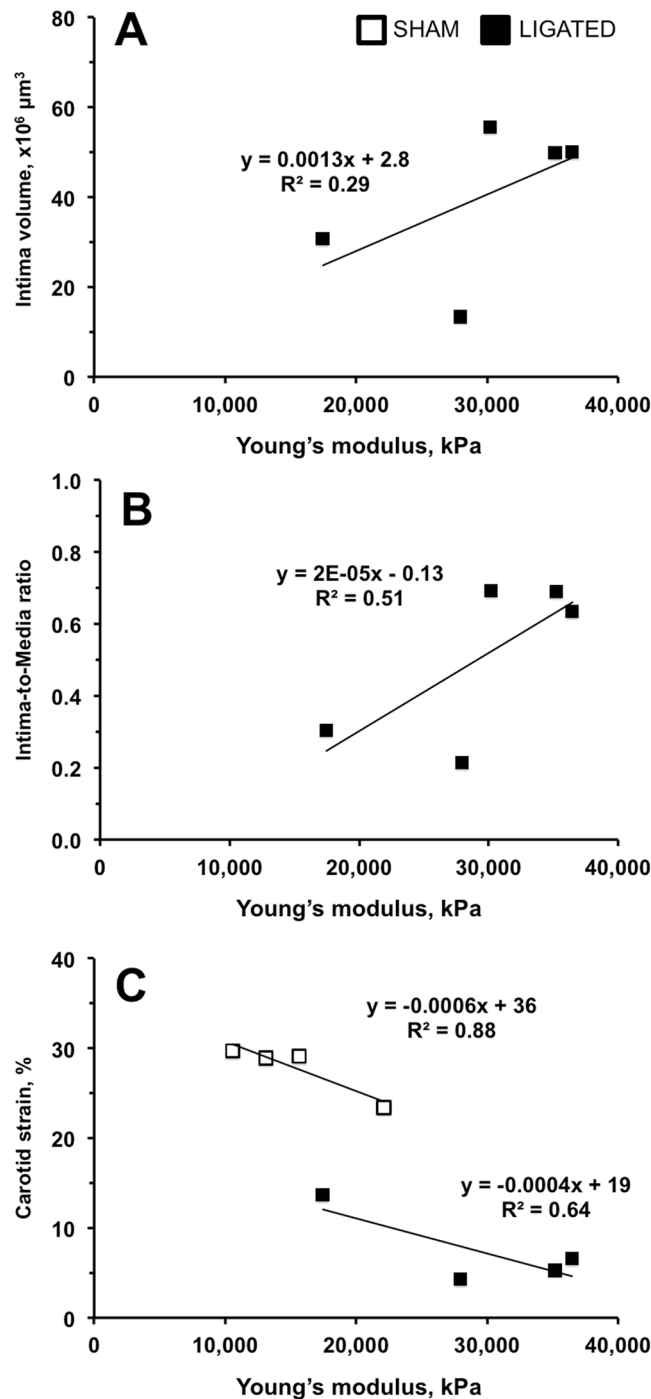 A
SHAM LIGATED
80
60
40
20
0
Intima volume, x10⁶ µm³
y = 0.0013x + 2.8
R² = 0.29
0 10,000 20,000 30,000 40,000
Young's modulus, kPa
B
1.0
0.8
0.6
0.4
0.2
0.0
Intima-to-Media ratio
y = 2E-05x - 0.13
R² = 0.51
0 10,000 20,000 30,000 40,000
Young's modulus, kPa
C
40
30
20
10
0
Carotid strain, %
y = -0.0006x + 36
R² = 0.88
y = -0.0004x + 19
R² = 0.64
0 10,000 20,000 30,000 40,000
Young's modulus, kPa